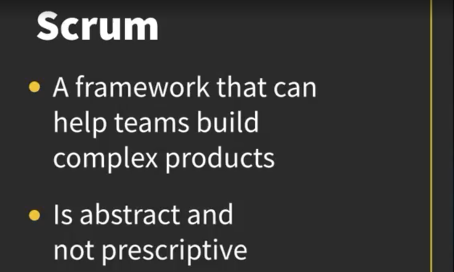 Scrum
A framework that can
help teams build
complex products
Is abstract and
not prescriptive